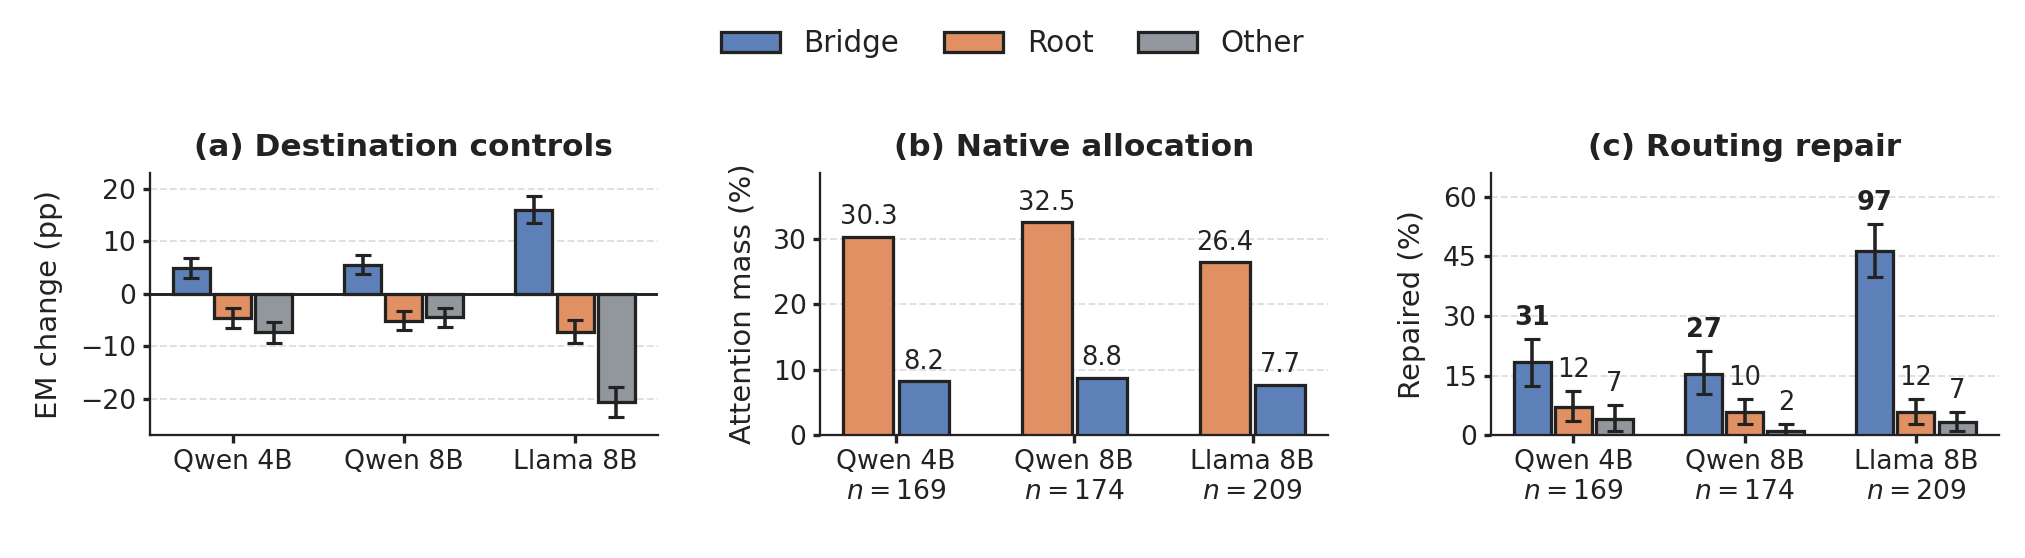 Bridge Root Other
(a) Destination controls
EM change (pp)
20
10
0
−10
−20
Qwen 4B Qwen 8B Llama 8B
(b) Native allocation
Attention mass (%)
30
20
10
0
30.3 8.2 32.5 8.8 26.4 7.7
Qwen 4B Qwen 8B Llama 8B
n = 169 n = 174 n = 209
(c) Routing repair
Repaired (%)
60
45
30
15
0
31 12 7 27 10 2 97 12 7
Qwen 4B Qwen 8B Llama 8B
n = 169 n = 174 n = 209